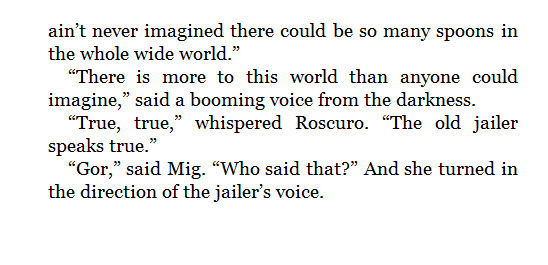 ain’t never imagined there could be so many spoons in
the whole wide world.”
“There is more to this world than anyone could
imagine,” said a booming voice from the darkness.
“True, true,” whispered Roscuro. “The old jailer
speaks true.”
“Gor,” said Mig. “Who said that?” And she turned in
the direction of the jailer’s voice.